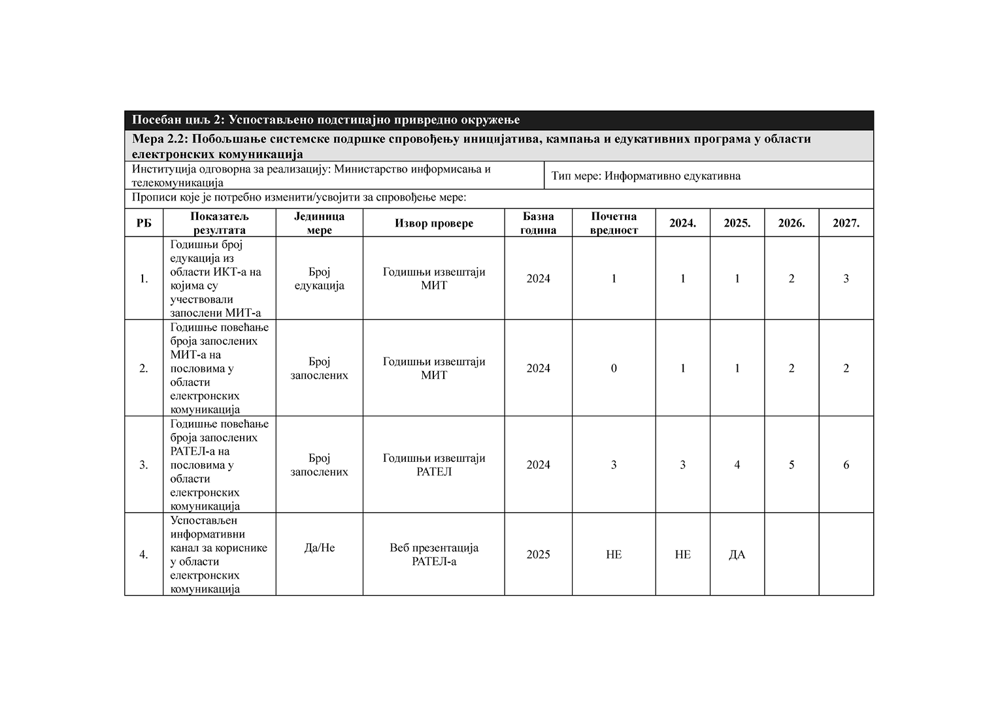 Посебан циљ 2: Успостављено подстицајно привредно окружење
Мера 2.2: Побољшање системске подршке спровођењу иницијатива, кампања и едукативних програма у области
електронских комуникација
Институција одговорна за реализацију: Министарство информисања и
телекомуникација
Тип мере: Информативно едукативна
Прописи које је потребно изменити/усвојити за спровођење мере:
РБ
Показатељ
резултата
Јединица
мере
Извор провере
Базна
година
Почетна
вредност
2024.
2025.
2026.
2027.
1.
Годишњи број
едукација из
области ИКТ-а на
којима су
учествовали
запослени МИТ-а
Број
едукација
Годишњи извештаји
МИТ
2024
1
1
1
2
3
2.
Годишње повећање
броја запослених
МИТ-а на
пословима у
области
електронских
комуникација
Број
запослених
Годишњи извештаји
МИТ
2024
0
1
1
2
2
3.
Годишње повећање
броја запослених
РАТЕЛ-а на
пословима у
области
електронских
комуникација
Број
запослених
Годишњи извештаји
РАТЕЛ
2024
3
3
4
5
6
4.
Успостављен
информативни
канал за кориснике
у области
електронских
комуникација
Да/Не
Веб презентација
РАТЕЛ-а
2025
НЕ
НЕ
ДА